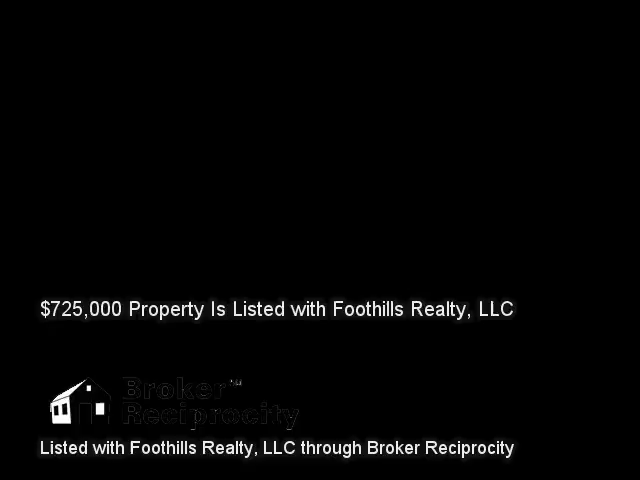 $725,000 Property Is Listed with Foothills Realty, LLC
Broker™
Reciprocity
Listed with Foothills Realty, LLC through Broker Reciprocity